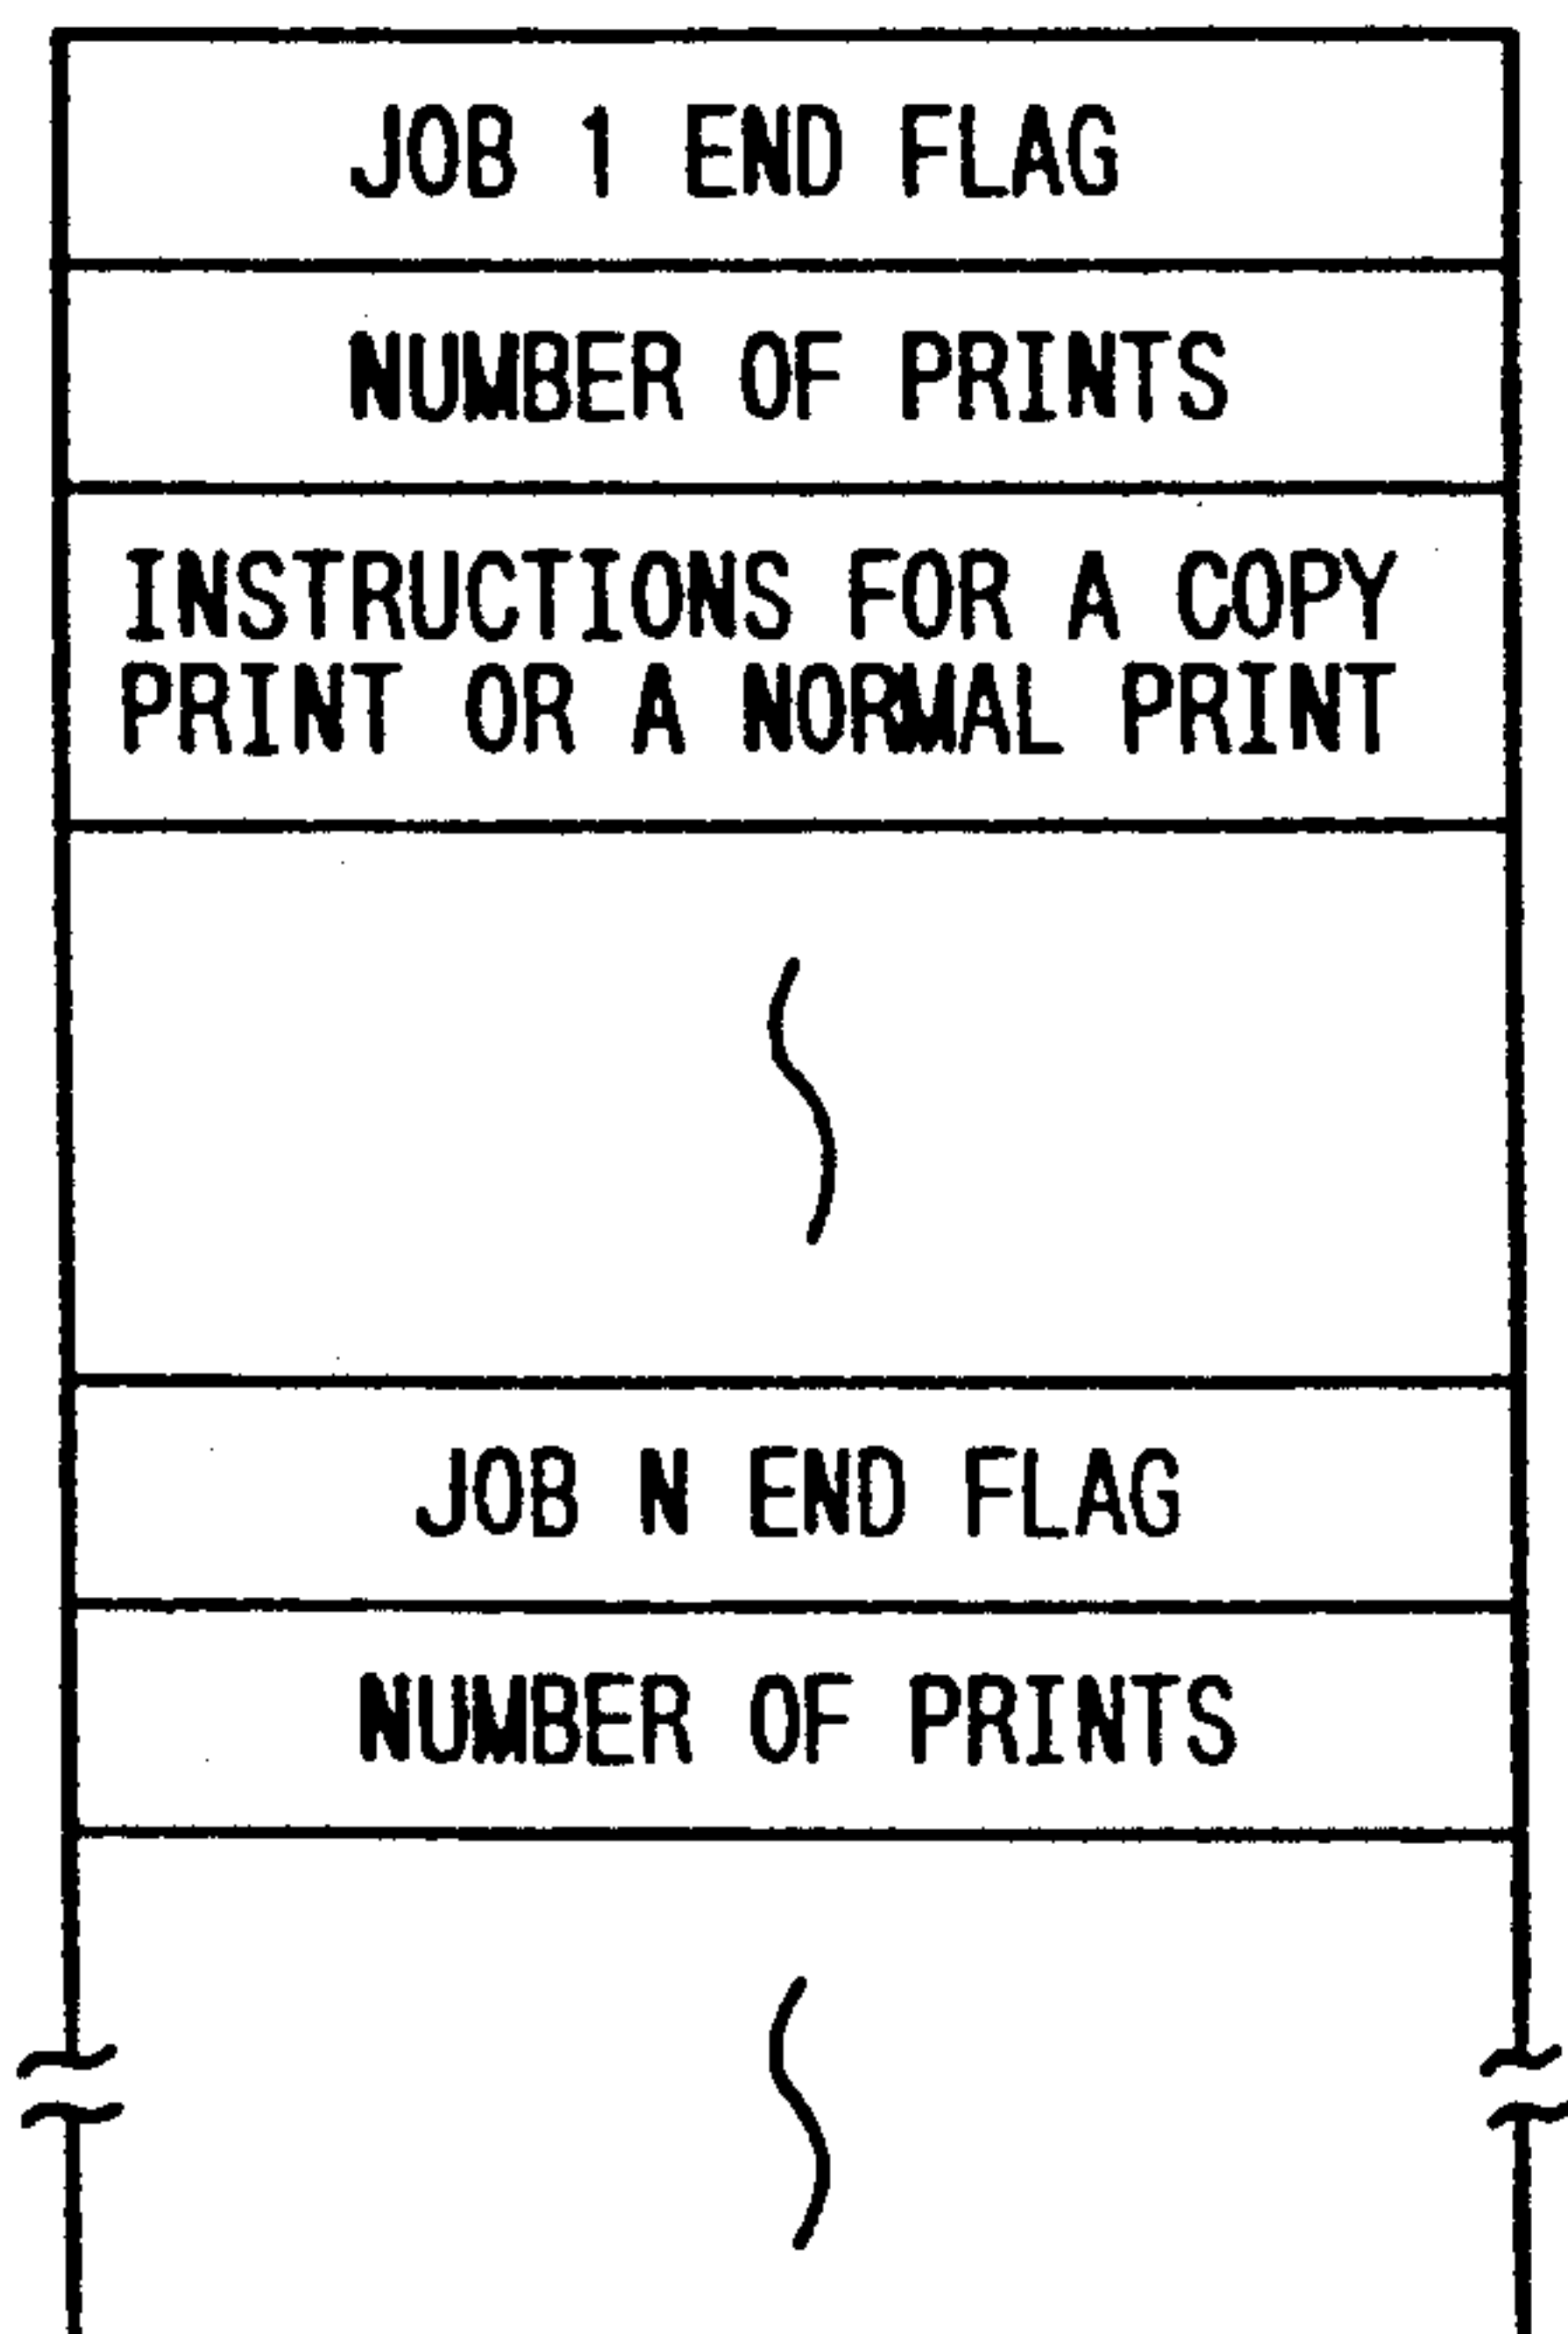 JOB 1 END FLAG
NUMBER OF PRINTS
INSTRUCTIONS FOR A COPY
PRINT OR A NORMAL PRINT
JOB N END FLAG
NUMBER OF PRINTS